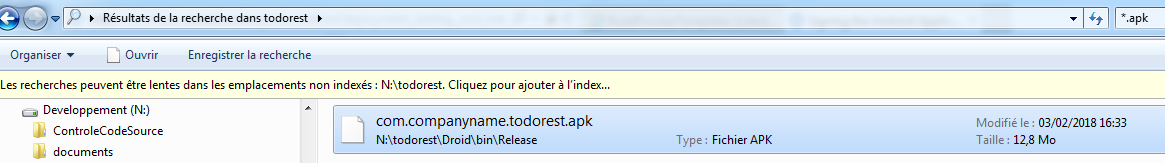 Résultats de la recherche dans todorest
*.apk
Organiser Ouvrir Enregistrer la recherche
Les recherches peuvent être lentes dans les emplacements non indexés : N:\todorest. Cliquez pour ajouter à l'index...
Developpement (N:)
ControleCodeSource
documents
com.companyname.todorest.apk
N:\todorest\Droid\bin\Release
Type : Fichier APK
Modifié le : 03/02/2018 16:33
Taille : 12,8 Mo